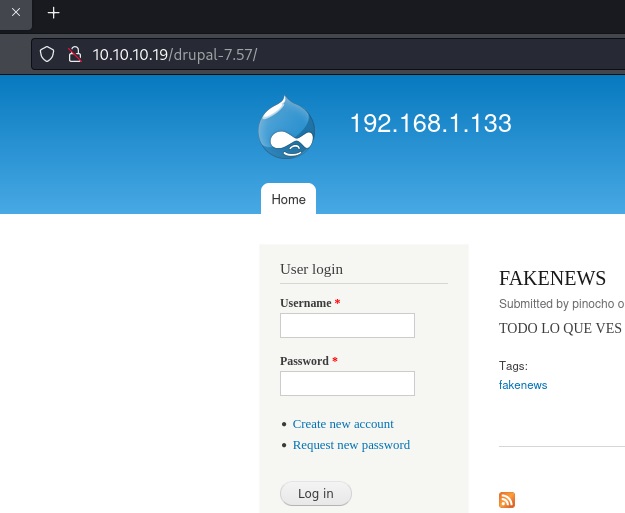 10.10.10.19/drupal-7.57/
192.168.1.133
Home
User login
Username *
Password *
Create new account
Request new password
Log in
FAKENEWS
Submitted by pinocho o
TODO LO QUE VES
Tags:
fakenews